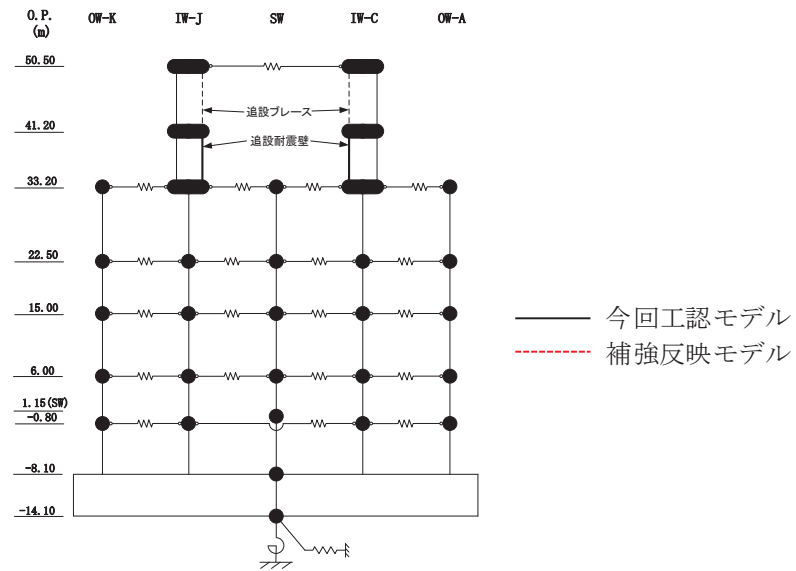 O.P.
(m)
OW-K
IW-J
SW
IW-C
OW-A
50.50
追設ブレース
41.20
追設耐震壁
33.20
22.50
15.00
6.00
1.15(SW)
-0.80
-8.10
-14.10
今回工認モデル
補強反映モデル